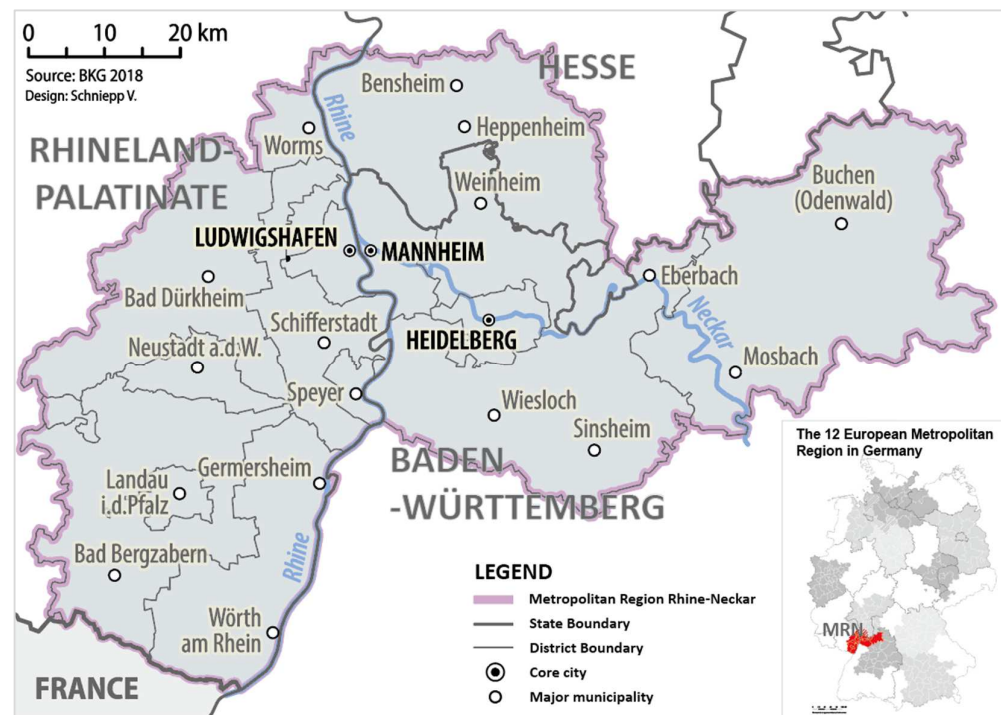 0 10 20 km
Source: BKG 2018
Design: Schniepp V.
HESSE
Bensheim
Rhine
Heppenheim
Worms
RHINELAND-
PALATINATE
Weinheim
Buchen
(Odenwald)
LUDWIGSHAFEN
MANNHEIM
Eberbach
Bad Dürkheim
Schifferstadt
Neckar
HEIDELBERG
Neustadt a.d.W.
Mosbach
Speyer
Wiesloch
Sinsheim
BADEN
-WÜRTTEMBERG
Germersheim
Landau
i.d.Pfalz
Bad Bergzabern
Rhine
Wörth
am Rhein
FRANCE
LEGEND
Metropolitan Region Rhine-Neckar
State Boundary
District Boundary
Core city
Major municipality
The 12 European Metropolitan
Region in Germany
MRN